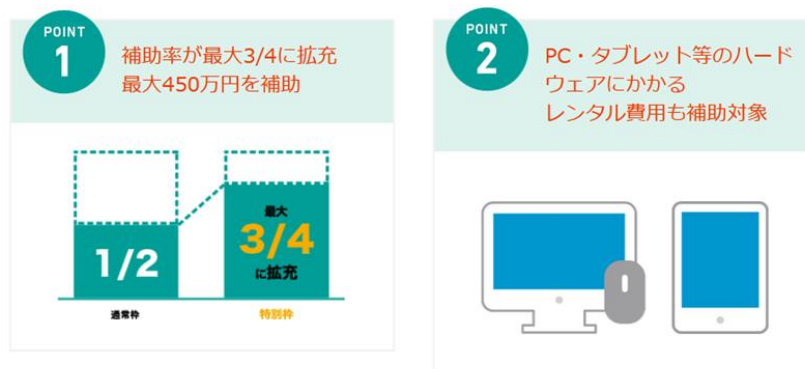 POINT
1
補助率が最大3/4に拡充
最大450万円を補助
1/2
最大
3/4
に拡充
通常枠
特別枠
POINT
2
PC・タブレット等のハード
ウェアにかかる
レンタル費用も補助対象